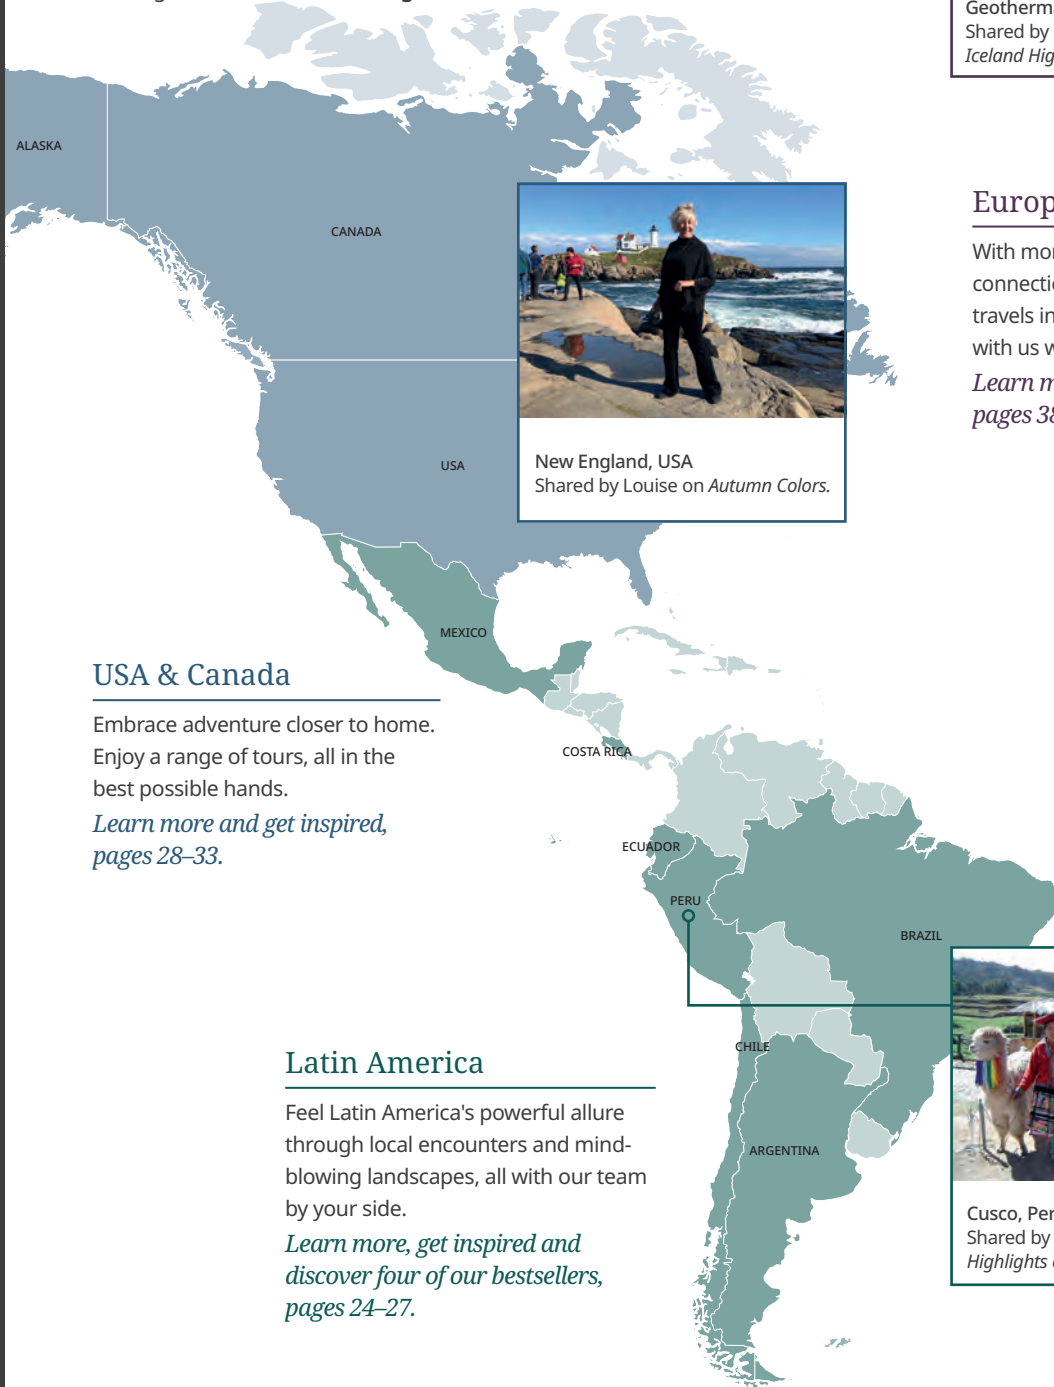 Geotherm
Shared by
Iceland Hig
ALASKA
CANADA
USA
MEXICO
COSTA RICA
ECUADOR
PERU
BRAZIL
CHILE
ARGENTINA
New England, USA
Shared by Louise on Autumn Colors.
Europ
With mor
connectio
travels in
with us w
Learn m
pages 38
USA & Canada
Embrace adventure closer to home.
Enjoy a range of tours, all in the
best possible hands.
Learn more and get inspired,
pages 28–33.
Latin America
Feel Latin America's powerful allure
through local encounters and mind-
blowing landscapes, all with our team
by your side.
Learn more, get inspired and
discover four of our bestsellers,
pages 24–27.
Cusco, Per
Shared by
Highlights